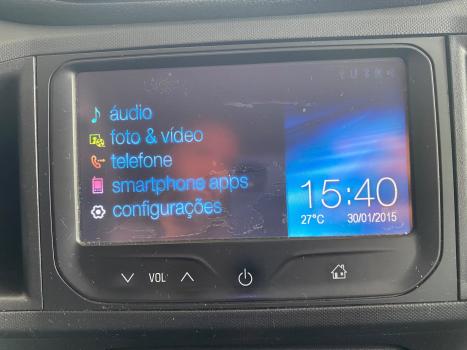 áudio
foto & vídeo
telefone
smartphone apps
configurações
15:40
27°C 30/01/2015
VOL